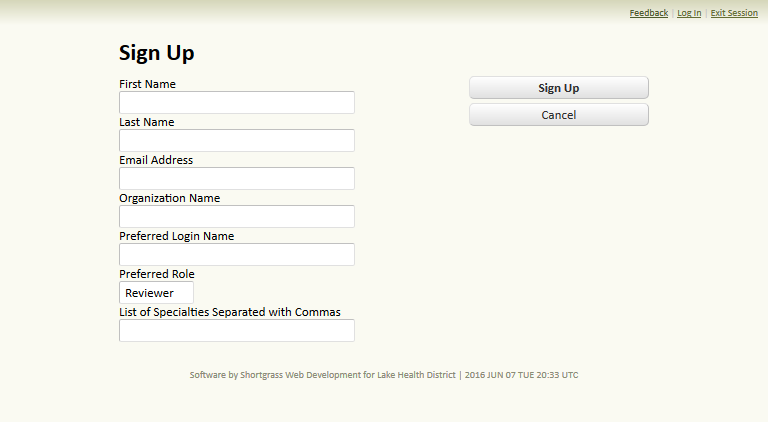 Feedback | Log In | Exit Session
Sign Up
First Name
Sign Up
Last Name
Cancel
Email Address
Organization Name
Preferred Login Name
Preferred Role
Reviewer
List of Specialties Separated with Commas
Software by Shortgrass Web Development for Lake Health District | 2016 JUN 07 TUE 20:33 UTC